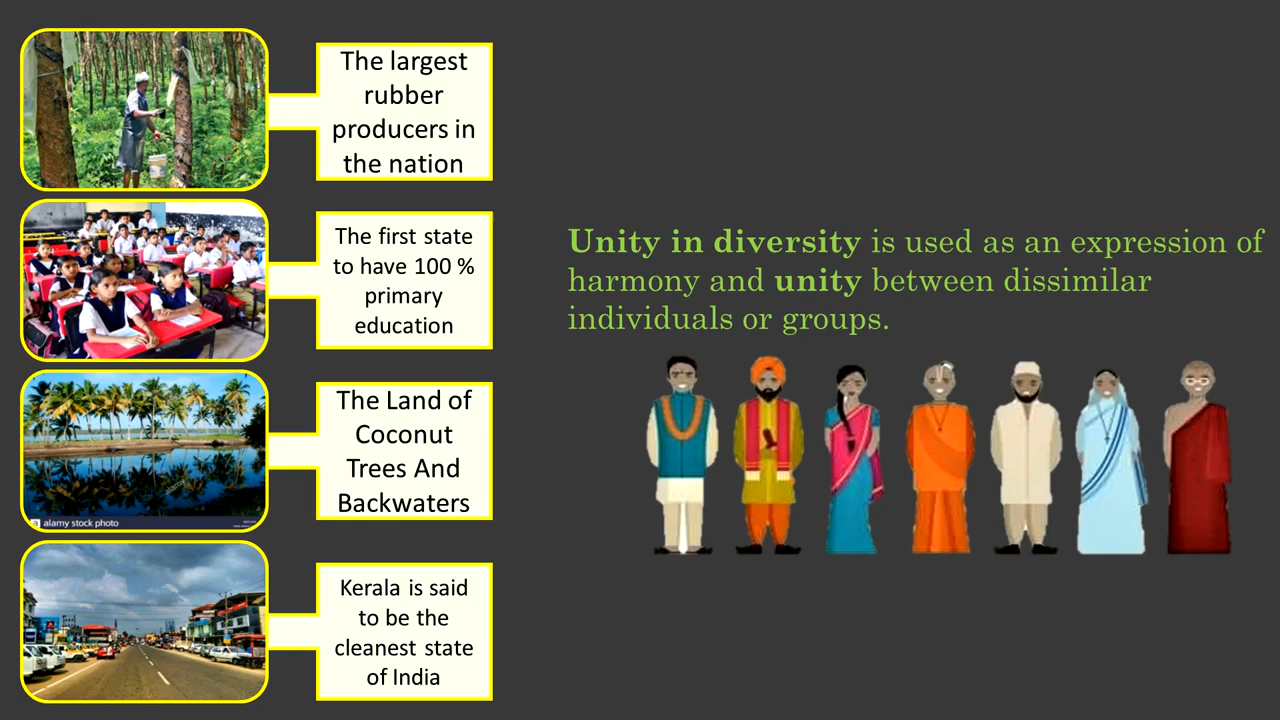 The largest
rubber
producers in
the nation
The first state
to have 100 %
primary
education
The Land of
Coconut
Trees And
Backwaters
alamy stock photo
Kerala is said
to be the
cleanest state
of India
Unity in diversity is used as an expression of
harmony and unity between dissimilar
individuals or groups.